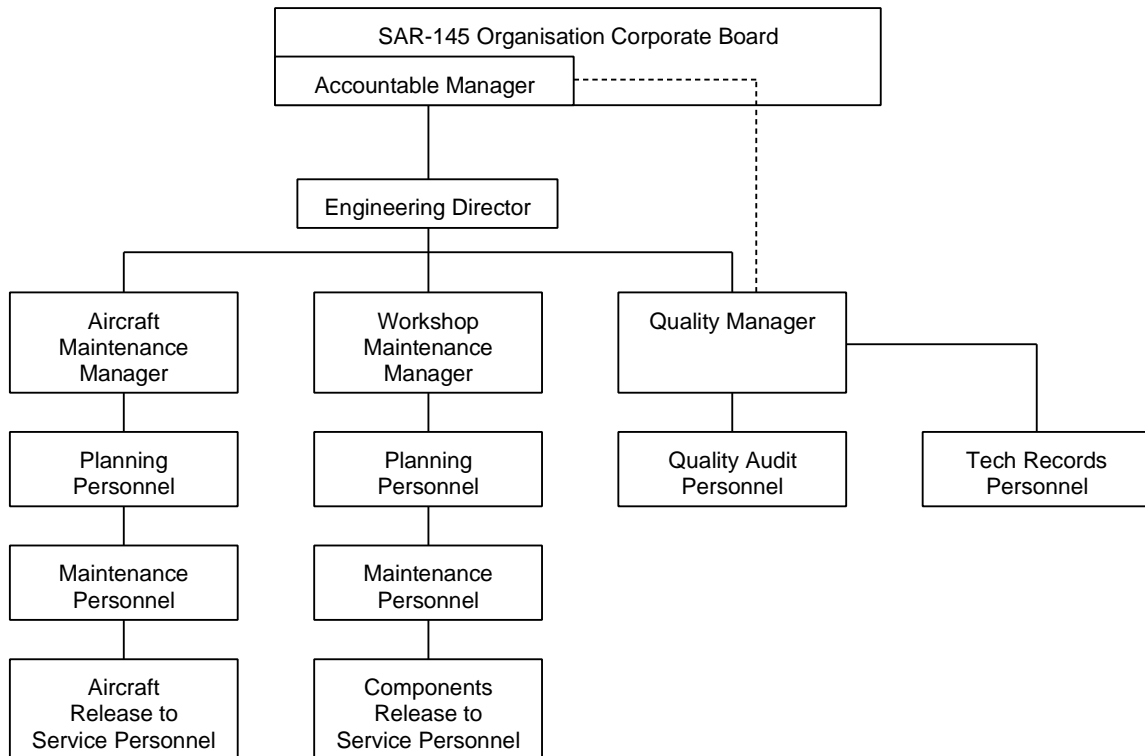 SAR-145 Organisation Corporate Board
Accountable Manager
Engineering Director
Aircraft
Maintenance
Manager
Workshop
Maintenance
Manager
Quality Manager
Planning
Personnel
Planning
Personnel
Quality Audit
Personnel
Tech Records
Personnel
Maintenance
Personnel
Maintenance
Personnel
Aircraft
Release to
Service Personnel
Components
Release to
Service Personnel